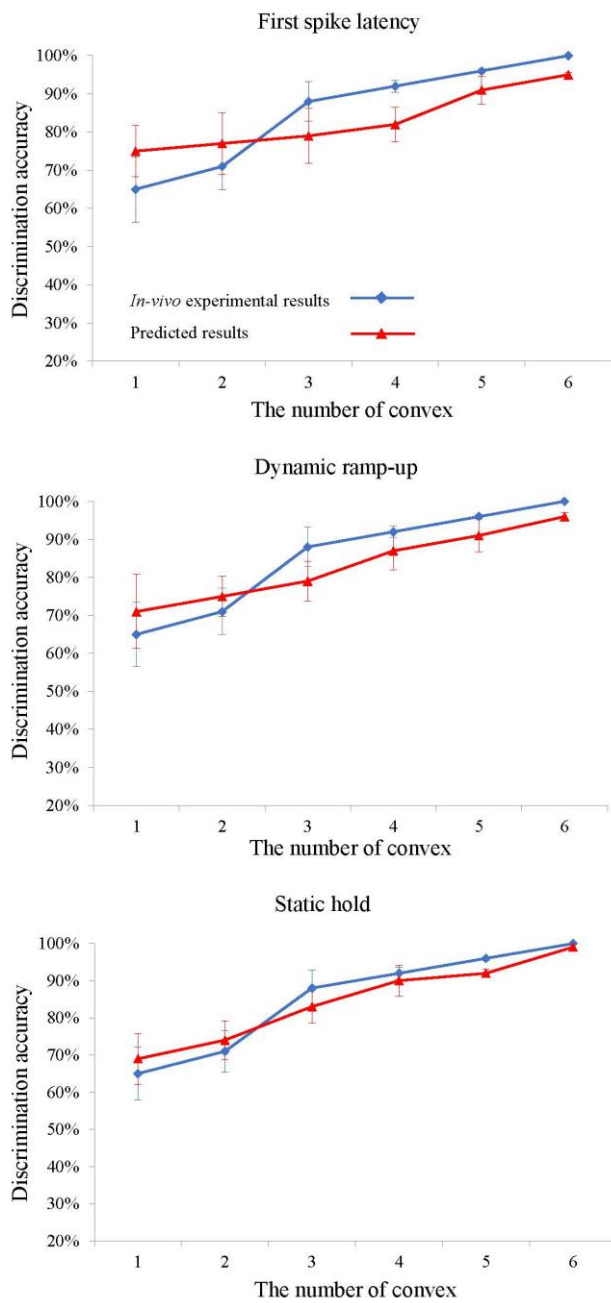 First spike latency
Discrimination accuracy
100%
90%
80%
70%
60%
50%
40%
30%
20%
In-vivo experimental results
Predicted results
1 2 3 4 5 6
The number of convex
Dynamic ramp-up
Discrimination accuracy
100%
90%
80%
70%
60%
50%
40%
30%
20%
1 2 3 4 5 6
The number of convex
Static hold
Discrimination accuracy
100%
90%
80%
70%
60%
50%
40%
30%
20%
1 2 3 4 5 6
The number of convex